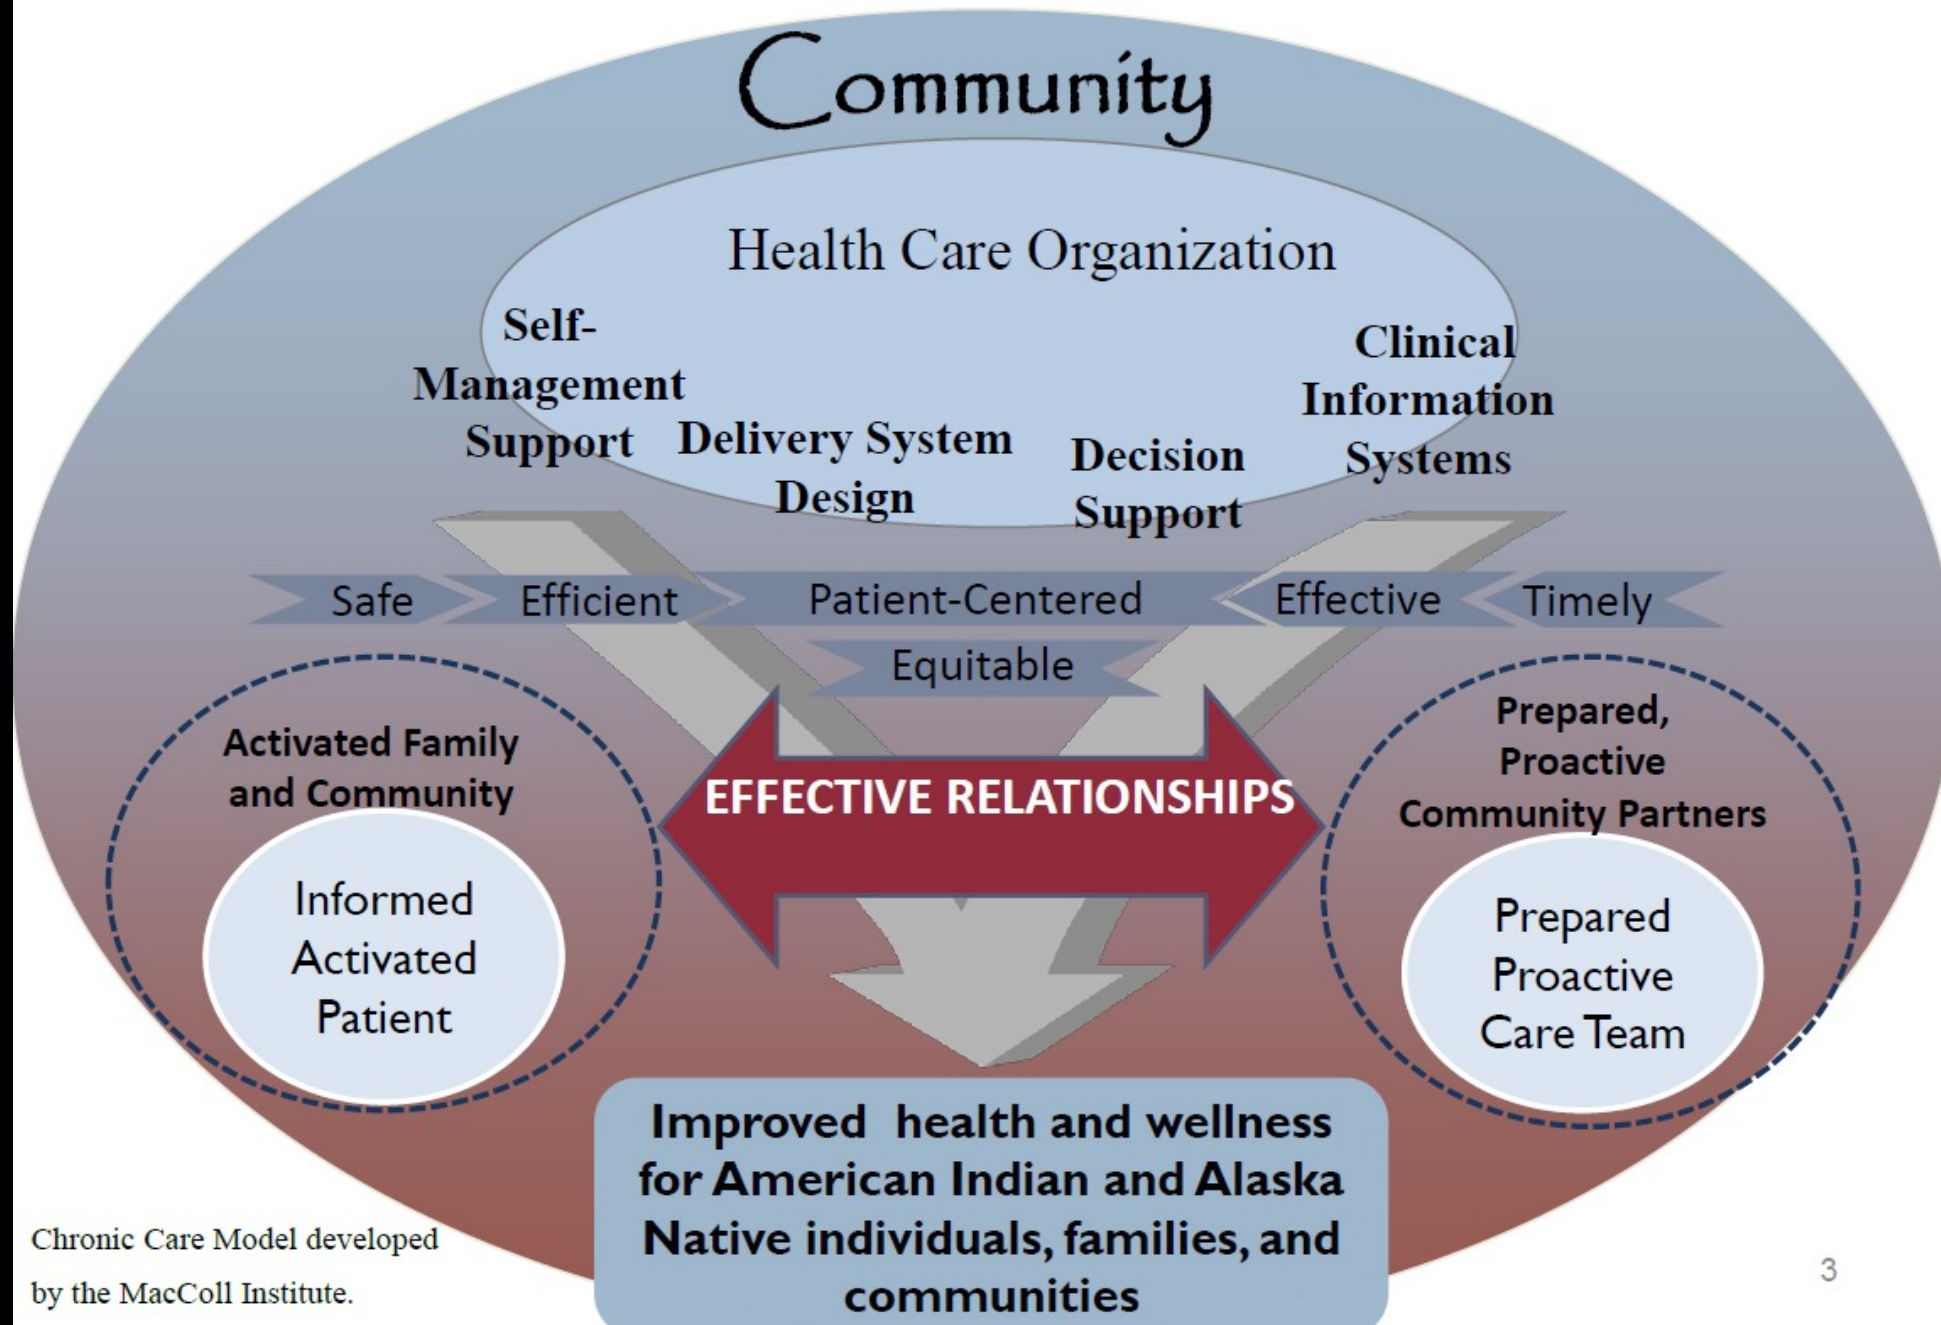 Community
Health Care Organization
Self-
Management
Support
Delivery System
Design
Decision
Support
Clinical
Information
Systems
Safe
Efficient
Patient-Centered
Effective
Timely
Equitable
Activated Family
and Community
Informed
Activated
Patient
EFFECTIVE RELATIONSHIPS
Prepared,
Proactive
Community Partners
Prepared
Proactive
Care Team
Improved health and wellness
for American Indian and Alaska
Native individuals, families, and
communities
Chronic Care Model developed
by the MacColl Institute.
3